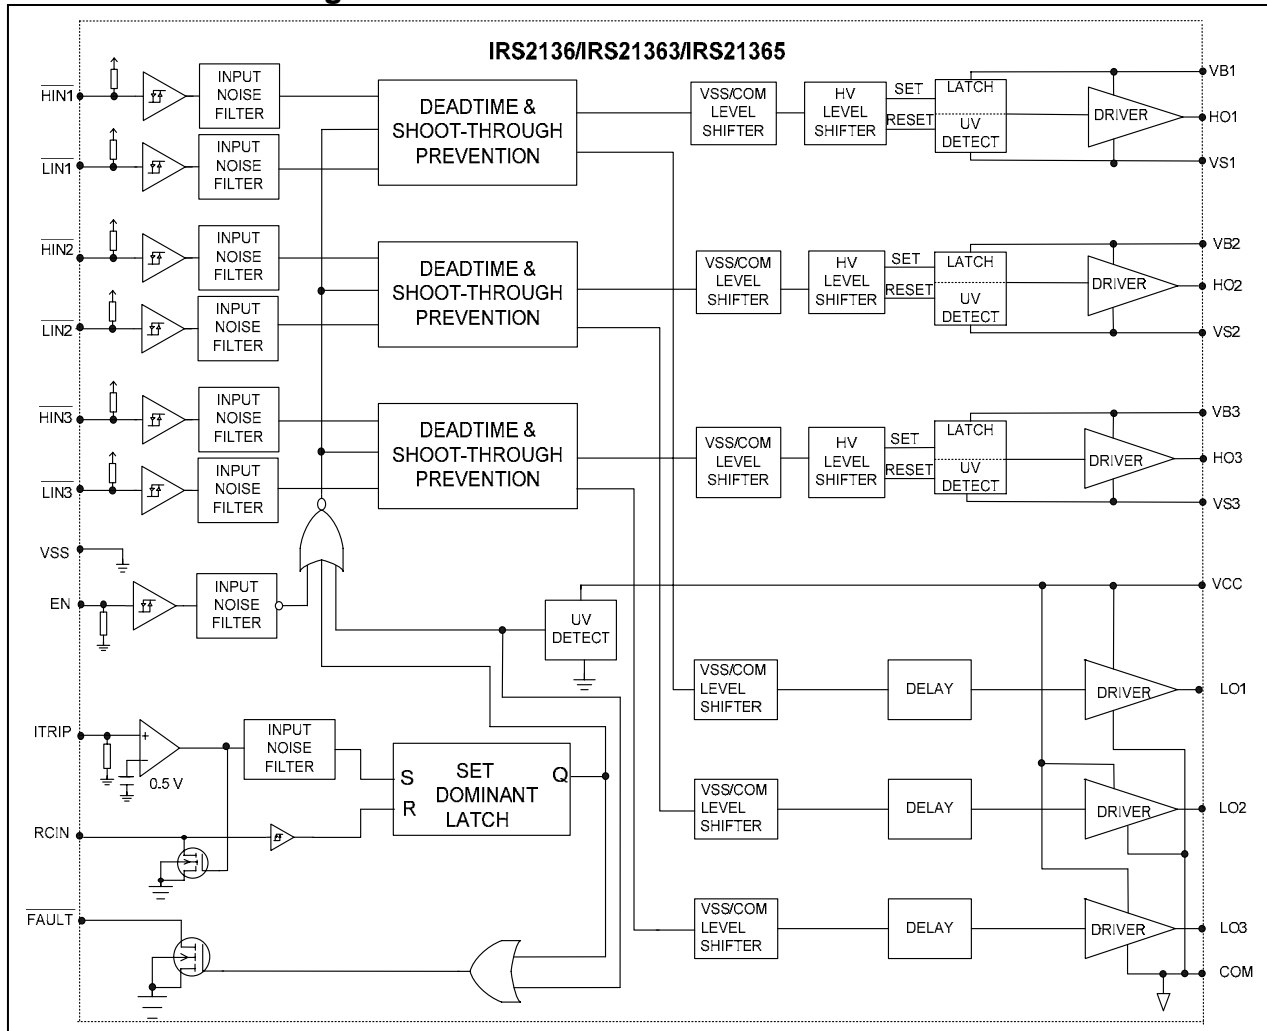 IRS2136/IRS21363/IRS21365
HIN1
INPUT
NOISE
FILTER
DEADTIME &
SHOOT-THROUGH
PREVENTION
VSS/COM
LEVEL
SHIFTER
HV
LEVEL
SHIFTER
SET
RESET
LATCH
UV
DETECT
DRIVER
VB1
HO1
VS1
LIN1
INPUT
NOISE
FILTER
HIN2
INPUT
NOISE
FILTER
DEADTIME &
SHOOT-THROUGH
PREVENTION
VSS/COM
LEVEL
SHIFTER
HV
LEVEL
SHIFTER
SET
RESET
LATCH
UV
DETECT
DRIVER
VB2
HO2
VS2
LIN2
INPUT
NOISE
FILTER
HIN3
INPUT
NOISE
FILTER
DEADTIME &
SHOOT-THROUGH
PREVENTION
VSS/COM
LEVEL
SHIFTER
HV
LEVEL
SHIFTER
SET
RESET
LATCH
UV
DETECT
DRIVER
VB3
HO3
VS3
LIN3
INPUT
NOISE
FILTER
VSS
EN
INPUT
NOISE
FILTER
UV
DETECT
VCC
VSS/COM
LEVEL
SHIFTER
DELAY
DRIVER
LO1
ITRIP
+
−
0.5 V
INPUT
NOISE
FILTER
S
R
SET
DOMINANT
LATCH
Q
RCIN
VSS/COM
LEVEL
SHIFTER
DELAY
DRIVER
LO2
FAULT
VSS/COM
LEVEL
SHIFTER
DELAY
DRIVER
LO3
COM